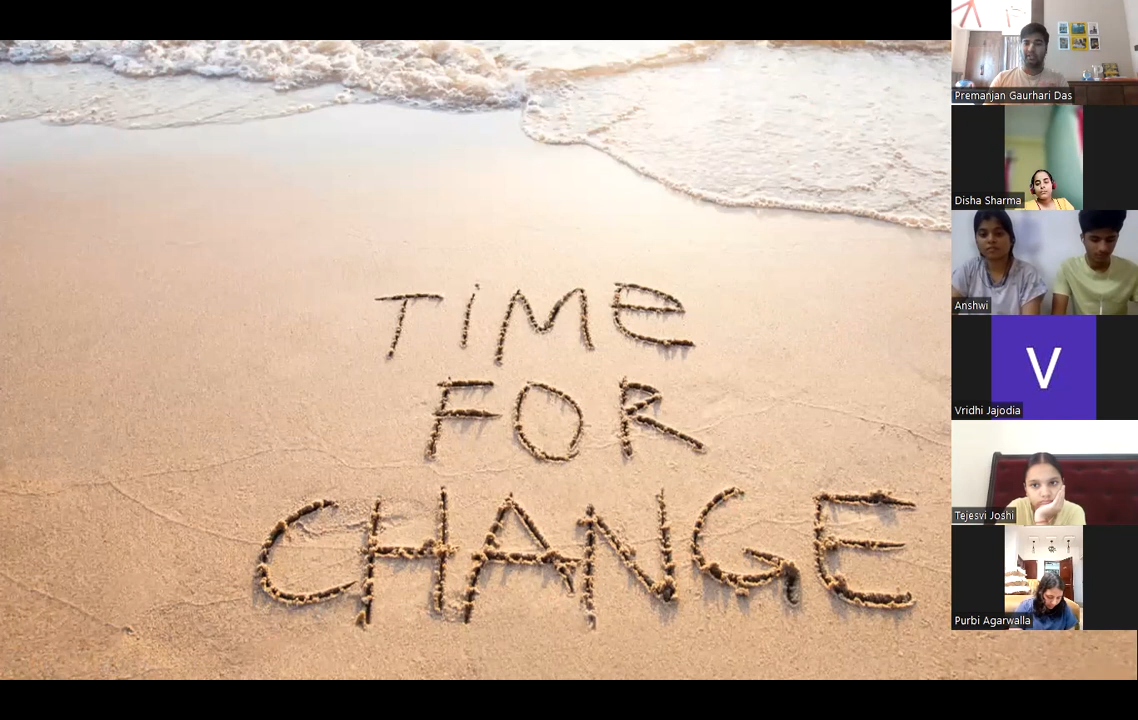 TIME
FOR
CHANGE
Premanjan Gaurhari Das
Disha Sharma
Anshwi
V
Vridhi Jajodia
Tejesvi Joshi
Purbi Agarwalla